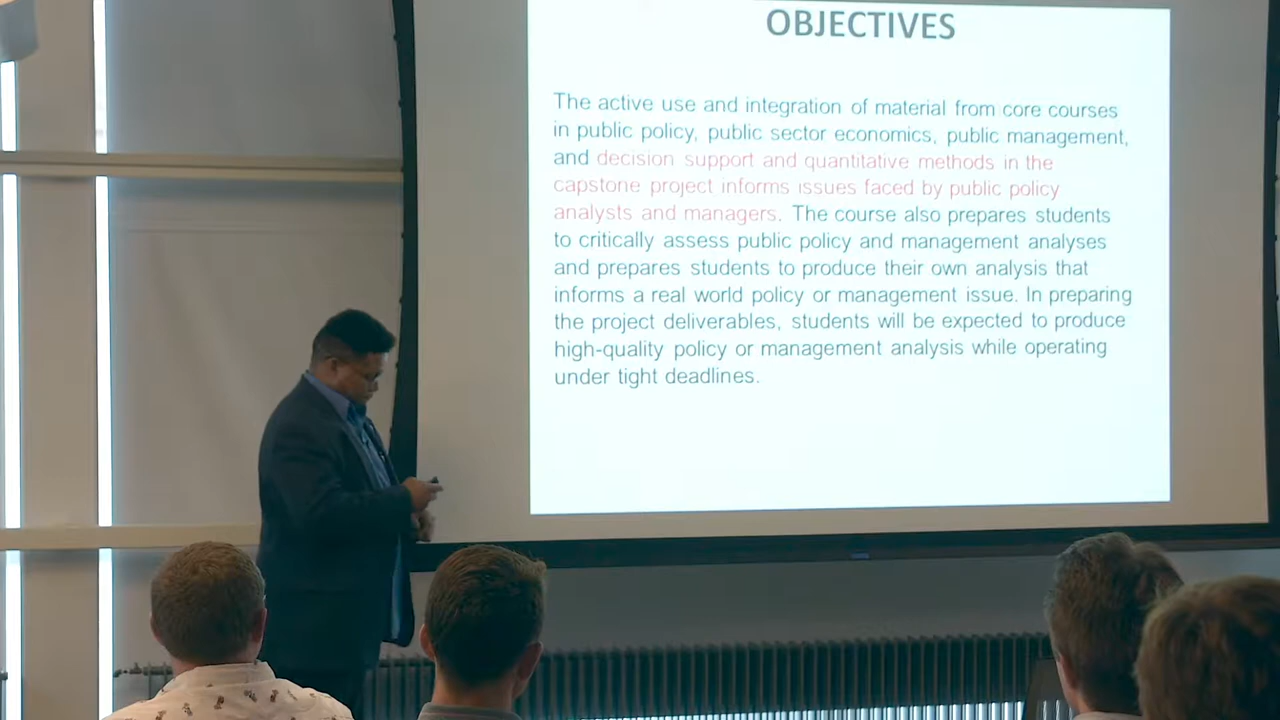 OBJECTIVES
The active use and integration of material from core courses
in public policy, public sector economics, public management,
and decision support and quantitative methods in the
capstone project informs issues faced by public policy
analysts and managers. The course also prepares students
to critically assess public policy and management analyses
and prepares students to produce their own analysis that
informs a real world policy or management issue. In preparing
the project deliverables, students will be expected to produce
high-quality policy or management analysis while operating
under tight deadlines.